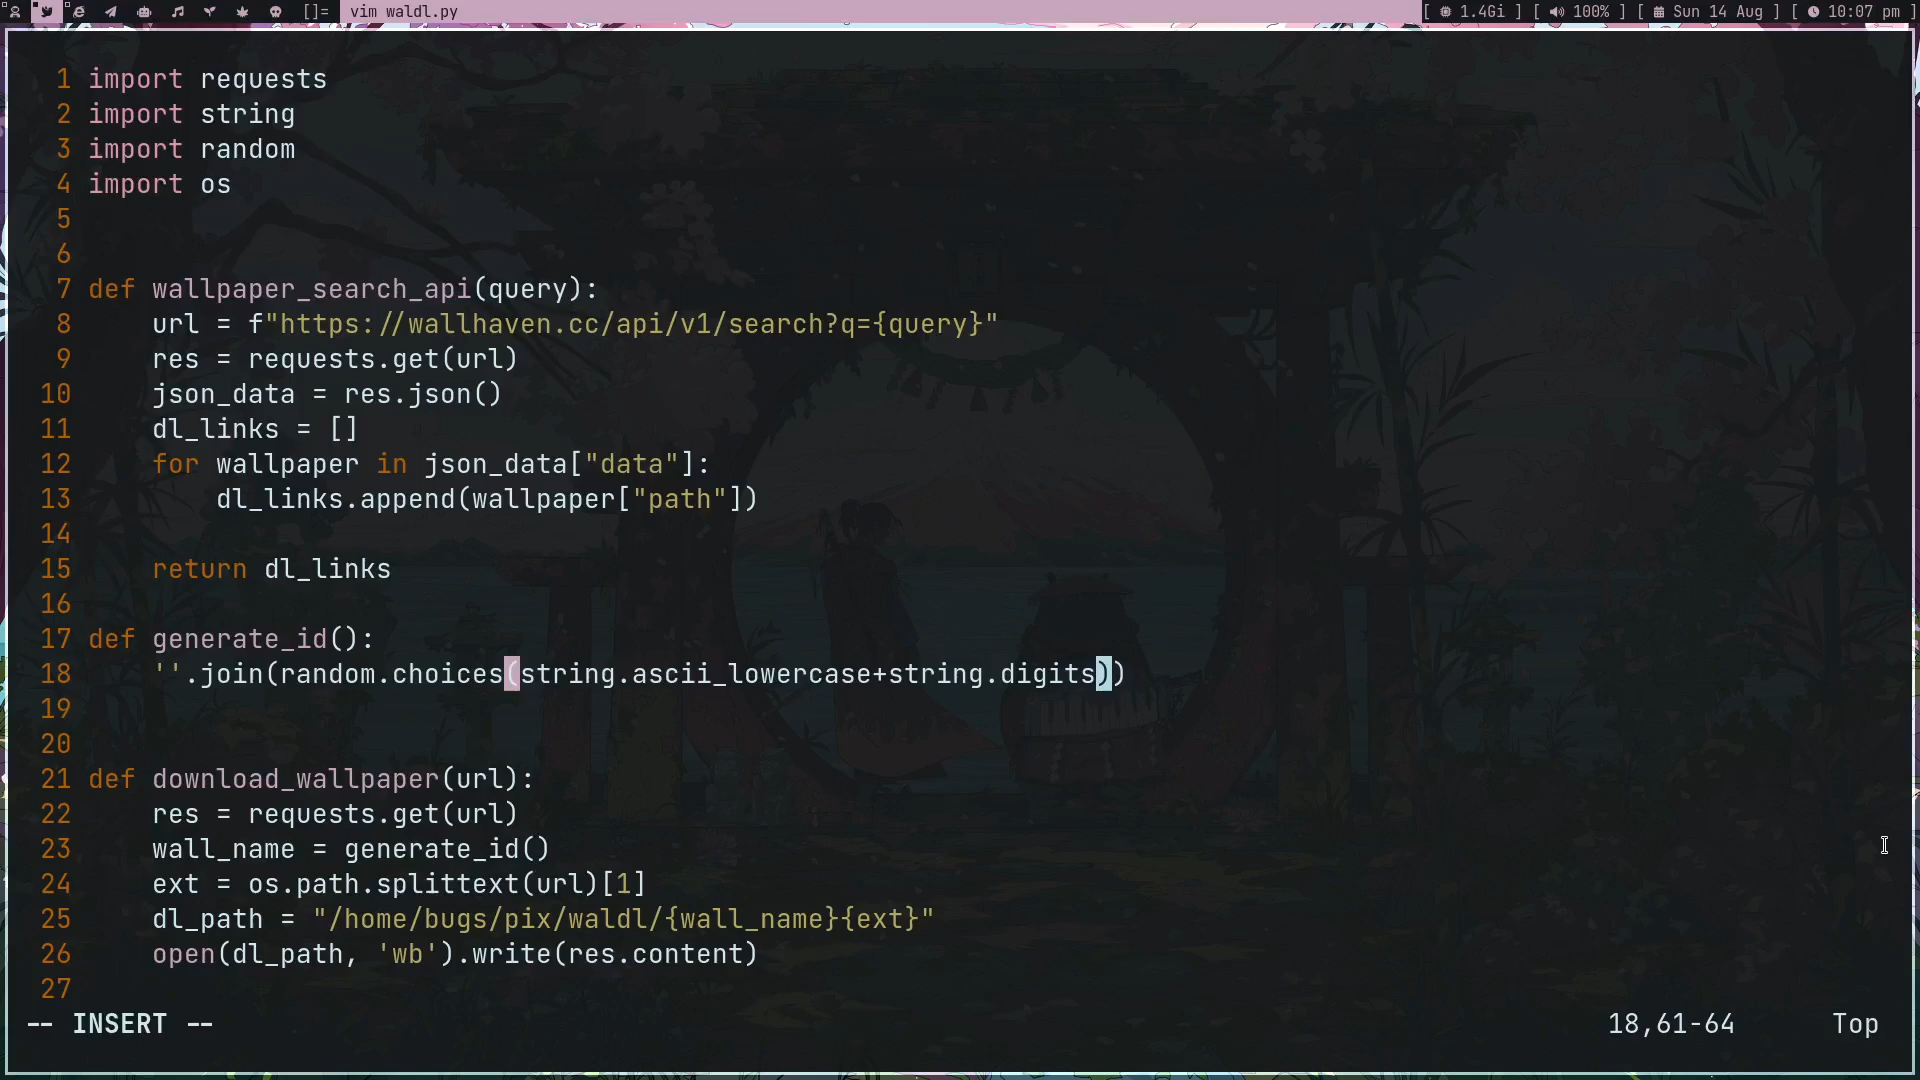 []= vim waldl.py [ 1.4Gi ] [ 100% ] [ Sun 14 Aug ] [ 10:07 pm ]
1 import requests
2 import string
3 import random
4 import os
5
6
7 def wallpaper_search_api(query):
8     url = f"https://wallhaven.cc/api/v1/search?q={query}"
9     res = requests.get(url)
10     json_data = res.json()
11     dl_links = []
12     for wallpaper in json_data["data"]:
13         dl_links.append(wallpaper["path"])
14
15     return dl_links
16
17 def generate_id():
18     ''.join(random.choices(string.ascii_lowercase+string.digits))
19
20
21 def download_wallpaper(url):
22     res = requests.get(url)
23     wall_name = generate_id()
24     ext = os.path.splittext(url)[1]
25     dl_path = "/home/bugs/pix/waldl/{wall_name}{ext}"
26     open(dl_path, 'wb').write(res.content)
27
-- INSERT -- 18,61-64 Top